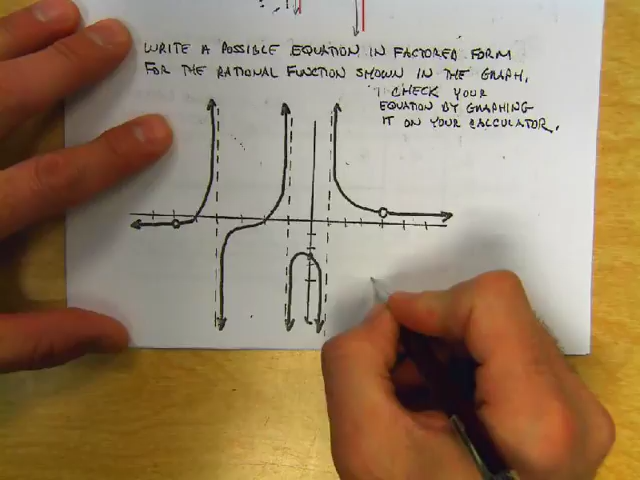 WRITE A POSSIBLE EQUATION IN FACTORED FORM
FOR THE RATIONAL FUNCTION SHOWN IN THE GRAPH.
CHECK YOUR
EQUATION BY GRAPHING
IT ON YOUR CALCULATOR.